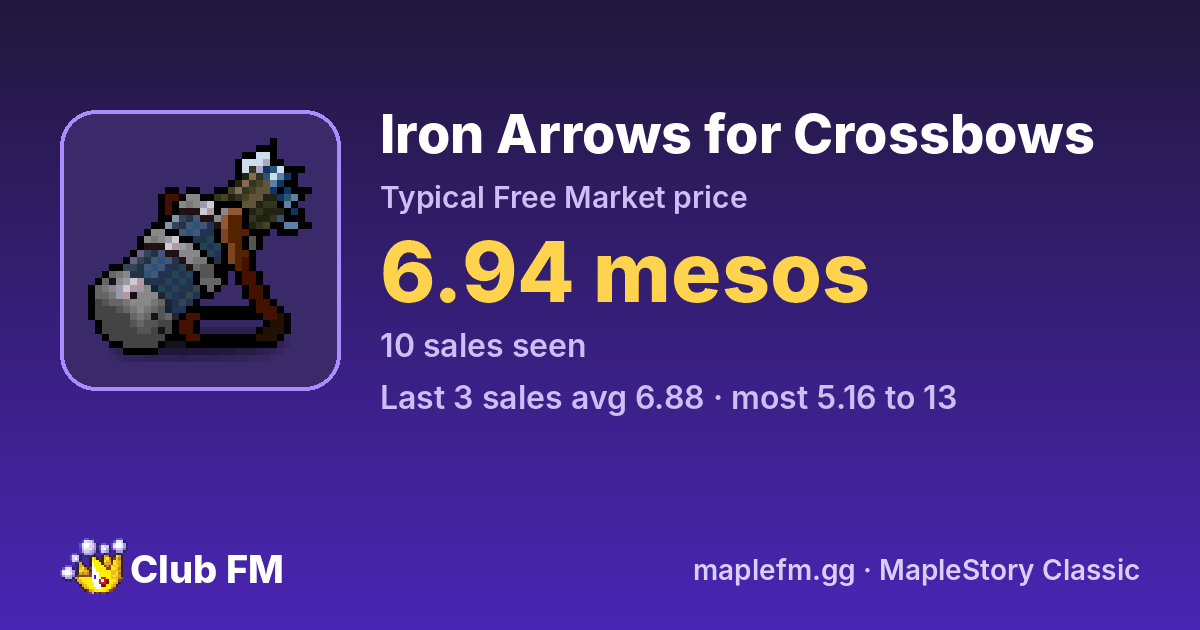 Iron Arrows for Crossbows
Typical Free Market price
6.94 mesos
10 sales seen
Last 3 sales avg 6.88 · most 5.16 to 13
Club FM
maplefm.gg · MapleStory Classic